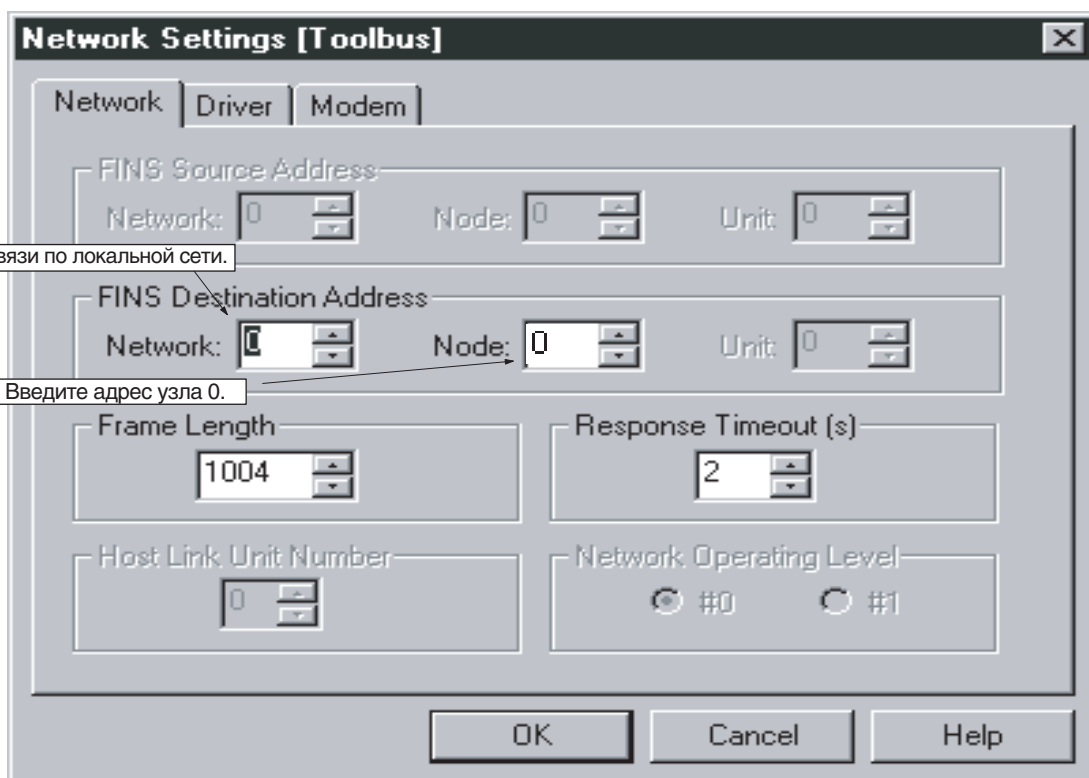 Network Settings [Toolbus]
Network Driver Modem
FINS Source Address
Network: 0 Node: 0 Unit: 0
вязи по локальной сети.
FINS Destination Address
Network: 0 Node: 0 Unit: 0
Введите адрес узла 0.
Frame Length Response Timeout (s)
1004 2
Host Link Unit Number Network Operating Level
0 #0 #1
OK Cancel Help